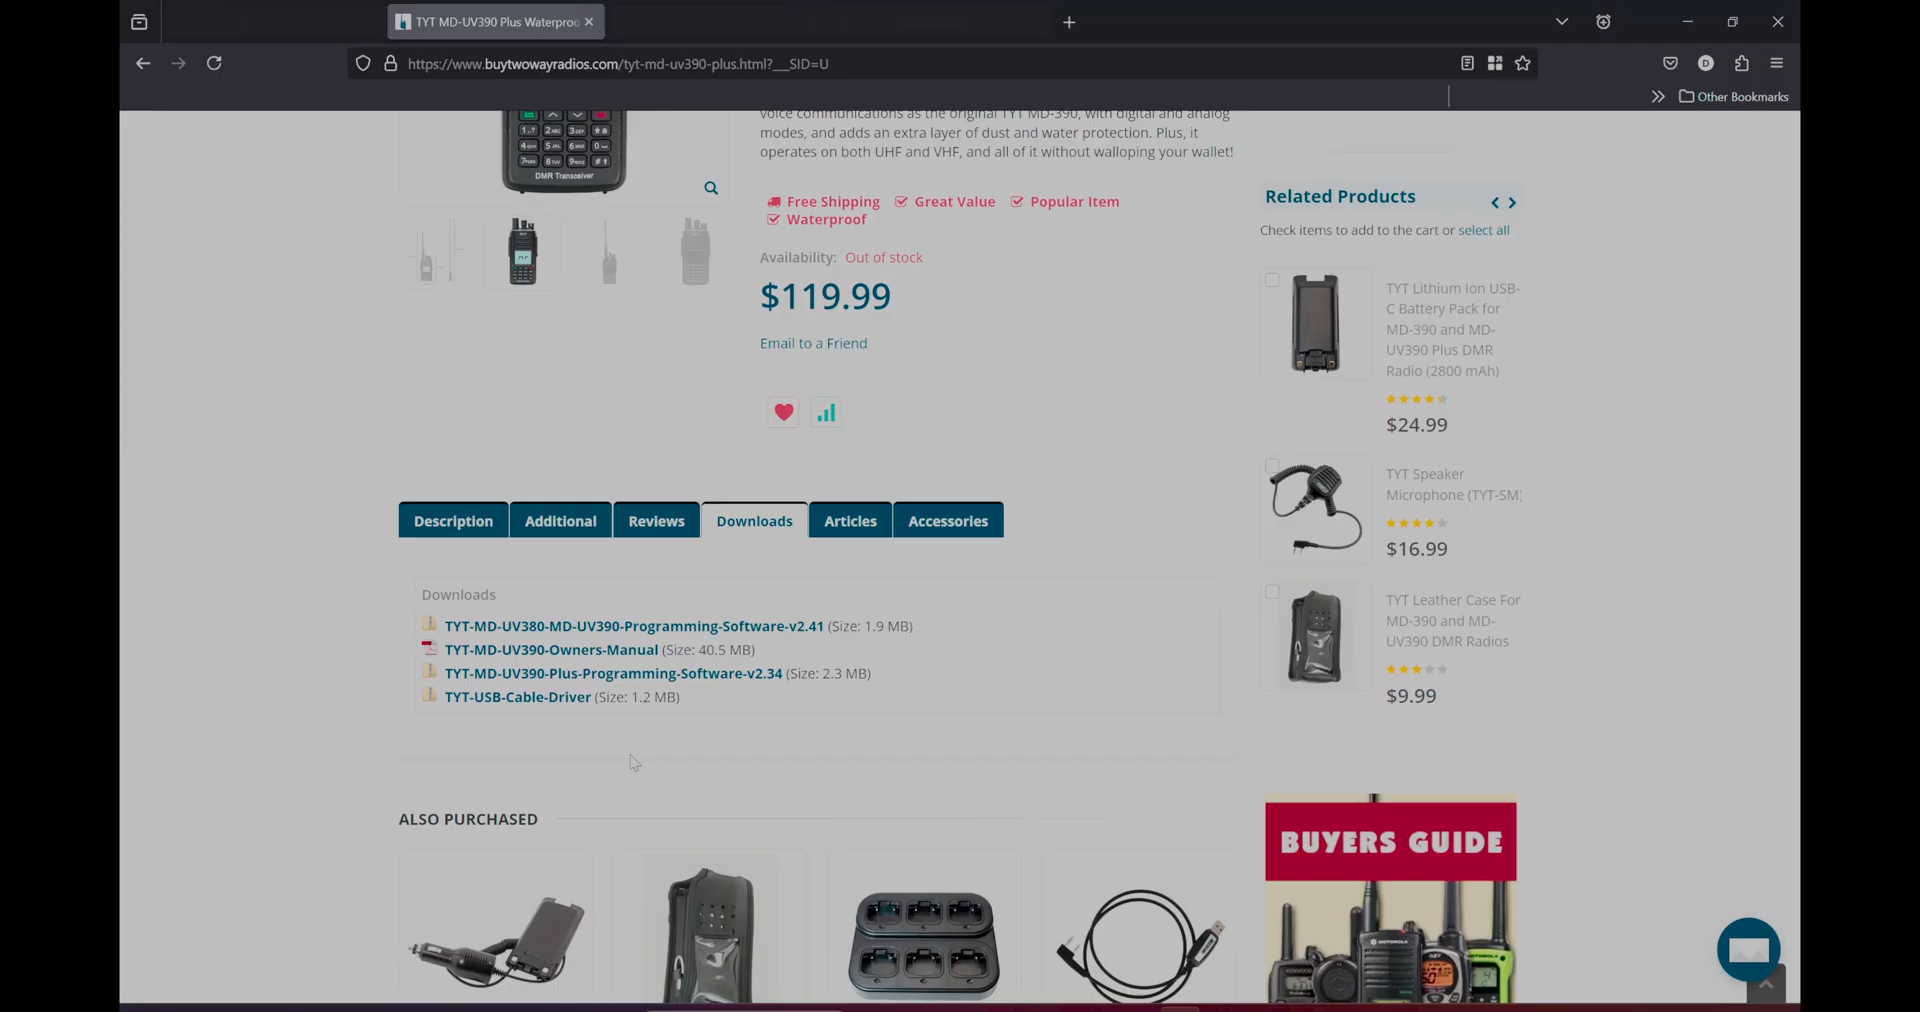 TYT MD-UV390 Plus Waterproo
https://www.buytwowayradios.com/tyt-md-uv390-plus.html?___SID=U
Other Bookmarks
voice communications as the original TYT MD-390, with digital and analog
modes, and adds an extra layer of dust and water protection. Plus, it
operates on both UHF and VHF, and all of it without walloping your wallet!
DMR Transceiver
Free Shipping Great Value Popular Item
Waterproof
Availability: Out of stock
$119.99
Email to a Friend
Description Additional Reviews Downloads Articles Accessories
Downloads
TYT-MD-UV380-MD-UV390-Programming-Software-v2.41 (Size: 1.9 MB)
TYT-MD-UV390-Owners-Manual (Size: 40.5 MB)
TYT-MD-UV390-Plus-Programming-Software-v2.34 (Size: 2.3 MB)
TYT-USB-Cable-Driver (Size: 1.2 MB)
ALSO PURCHASED
Related Products
Check items to add to the cart or select all
TYT Lithium Ion USB-
C Battery Pack for
MD-390 and MD-
UV390 Plus DMR
Radio (2800 mAh)
$24.99
TYT Speaker
Microphone (TYT-SM)
$16.99
TYT Leather Case For
MD-390 and MD-
UV390 DMR Radios
$9.99
BUYERS GUIDE
MOTOROLA